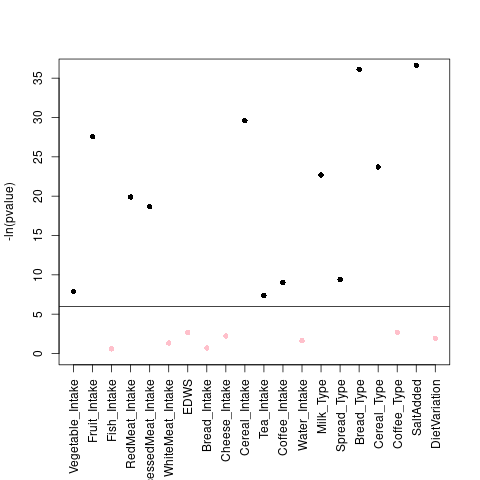 -ln(pvalue)
35
30
25
20
15
10
5
0
Vegetable_Intake
Fruit_Intake
Fish_Intake
RedMeat_Intake
essedMeat_Intake
WhiteMeat_Intake
EDWS
Bread_Intake
Cheese_Intake
Cereal_Intake
Tea_Intake
Coffee_Intake
Water_Intake
Milk_Type
Spread_Type
Bread_Type
Cereal_Type
Coffee_Type
SaltAdded
DietVariation